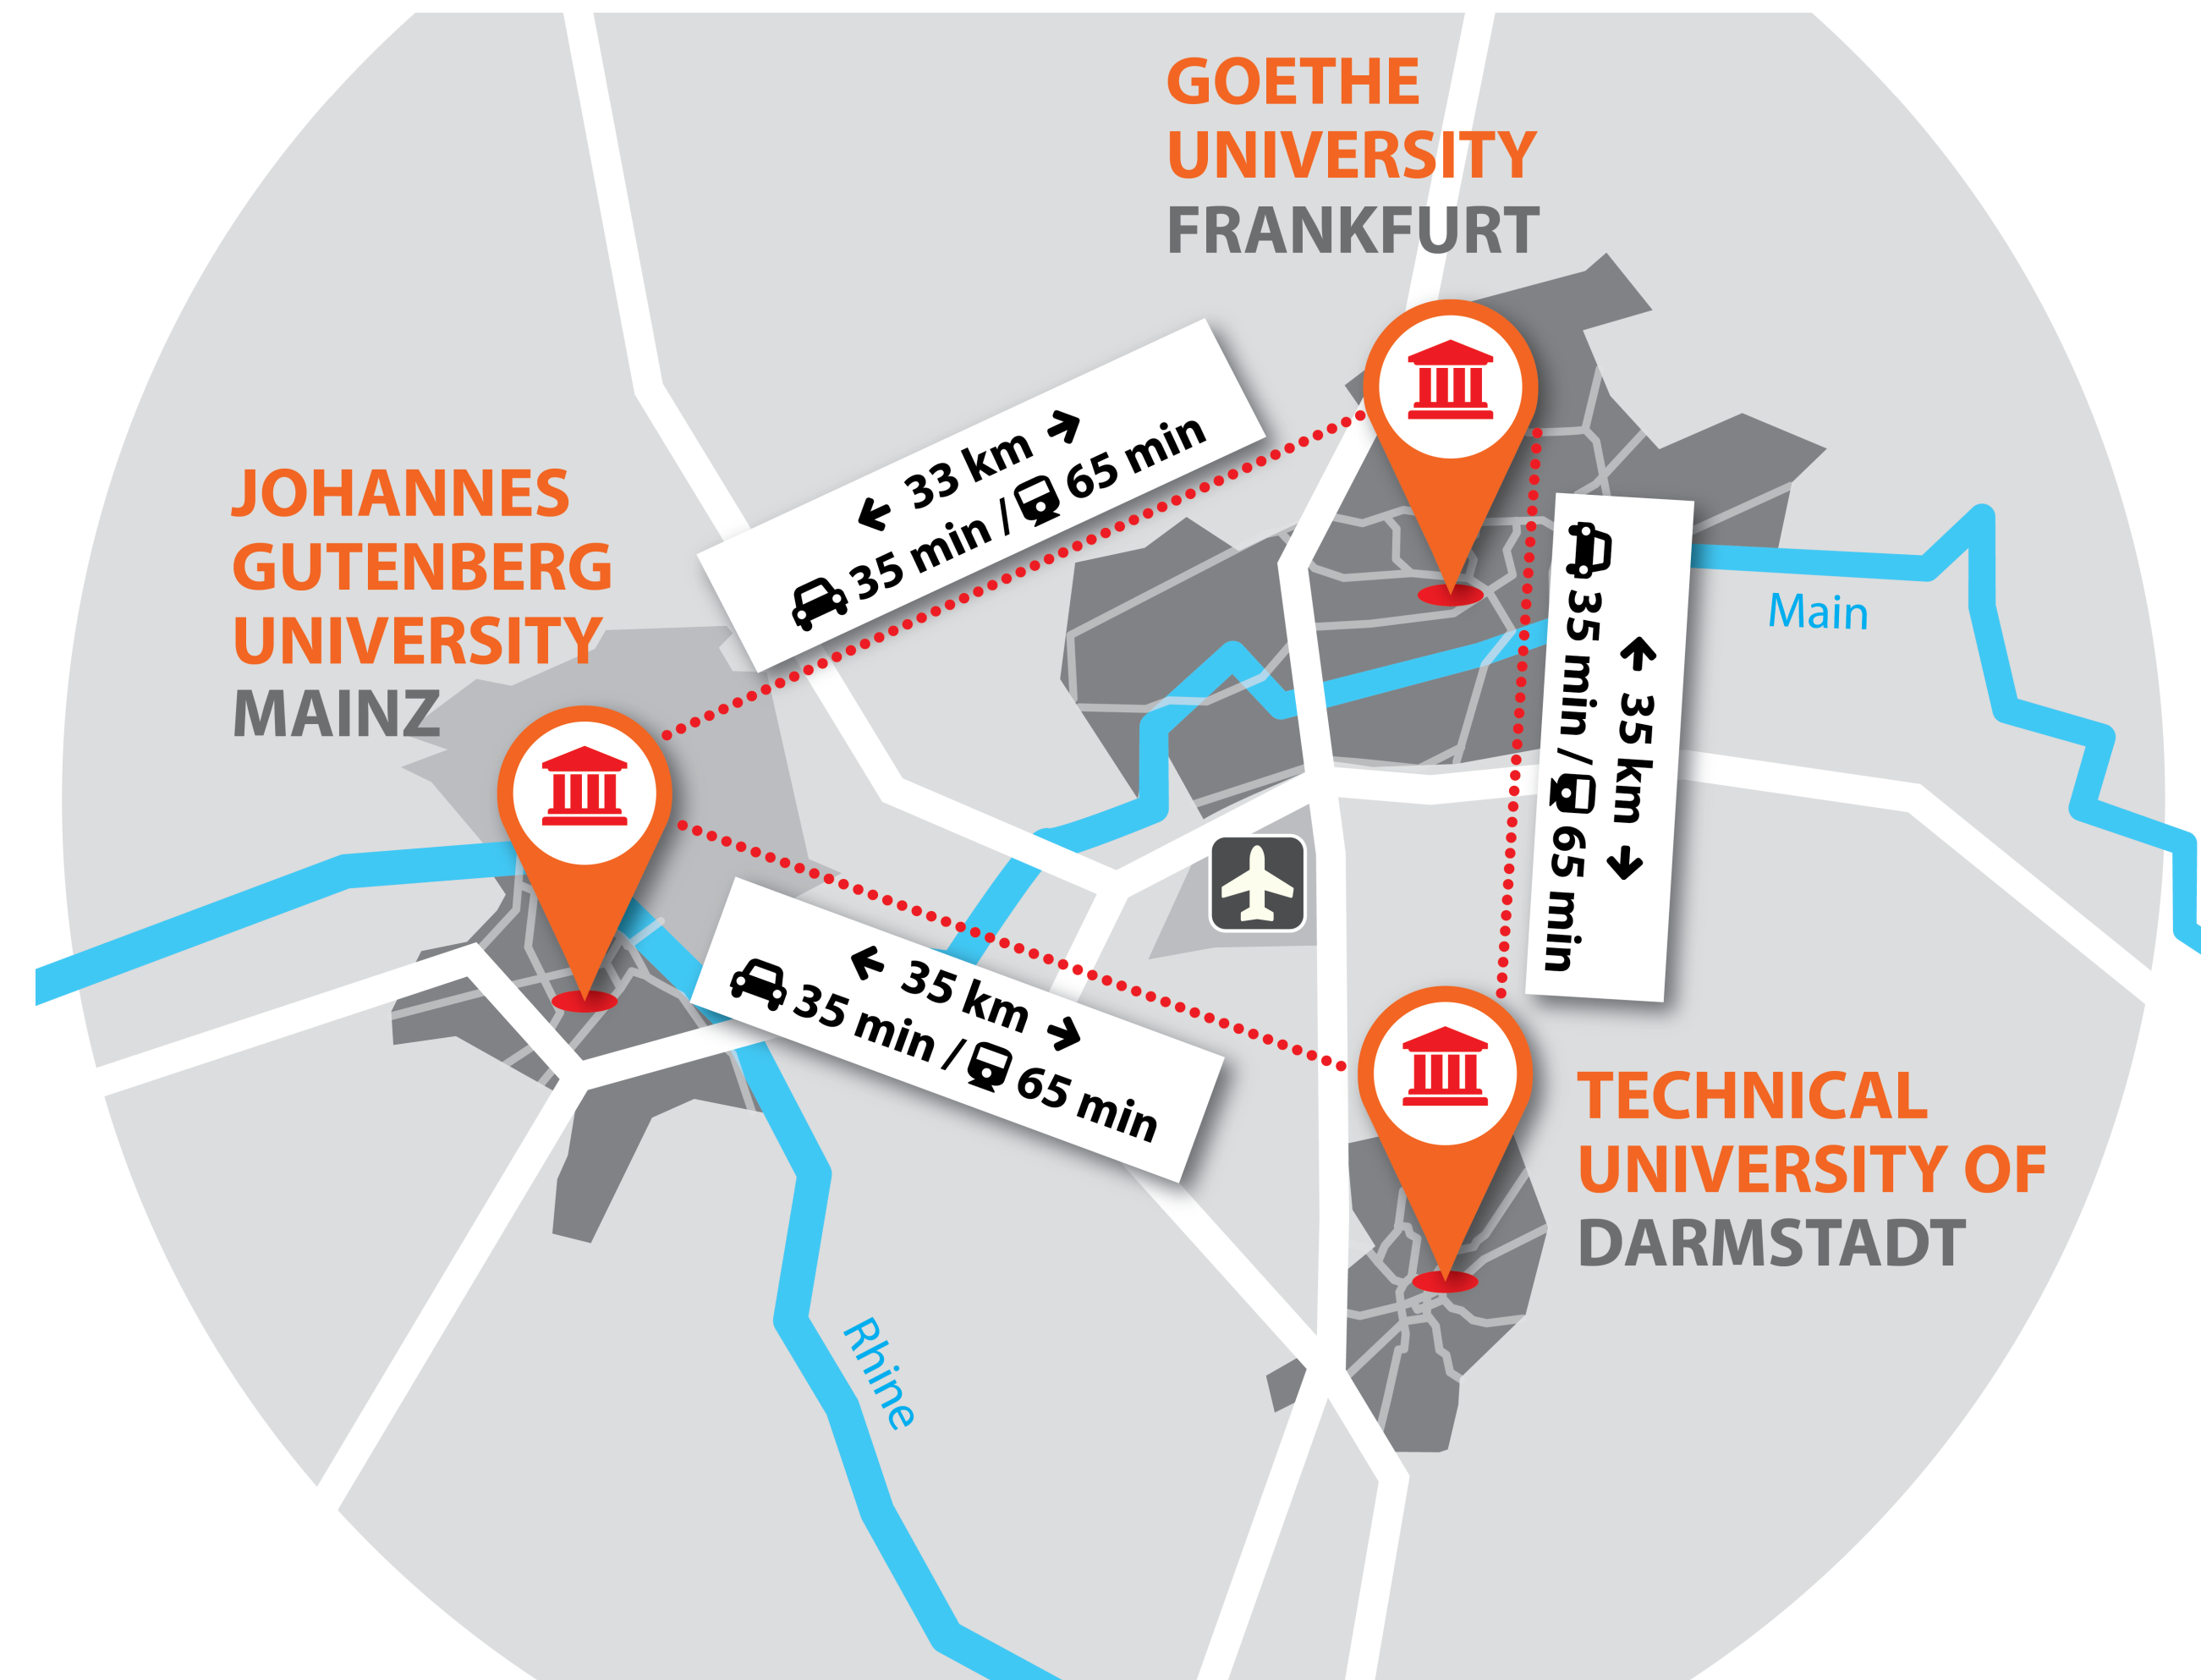 GOETHE
UNIVERSITY
FRANKFURT
JOHANNES
GUTENBERG
UNIVERSITY
MAINZ
← 33 km →
35 min / 65 min
← 35 km →
35 min / 65 min
Main
← 35 km →
35 min / 65 min
TECHNICAL
UNIVERSITY OF
DARMSTADT
Rhine